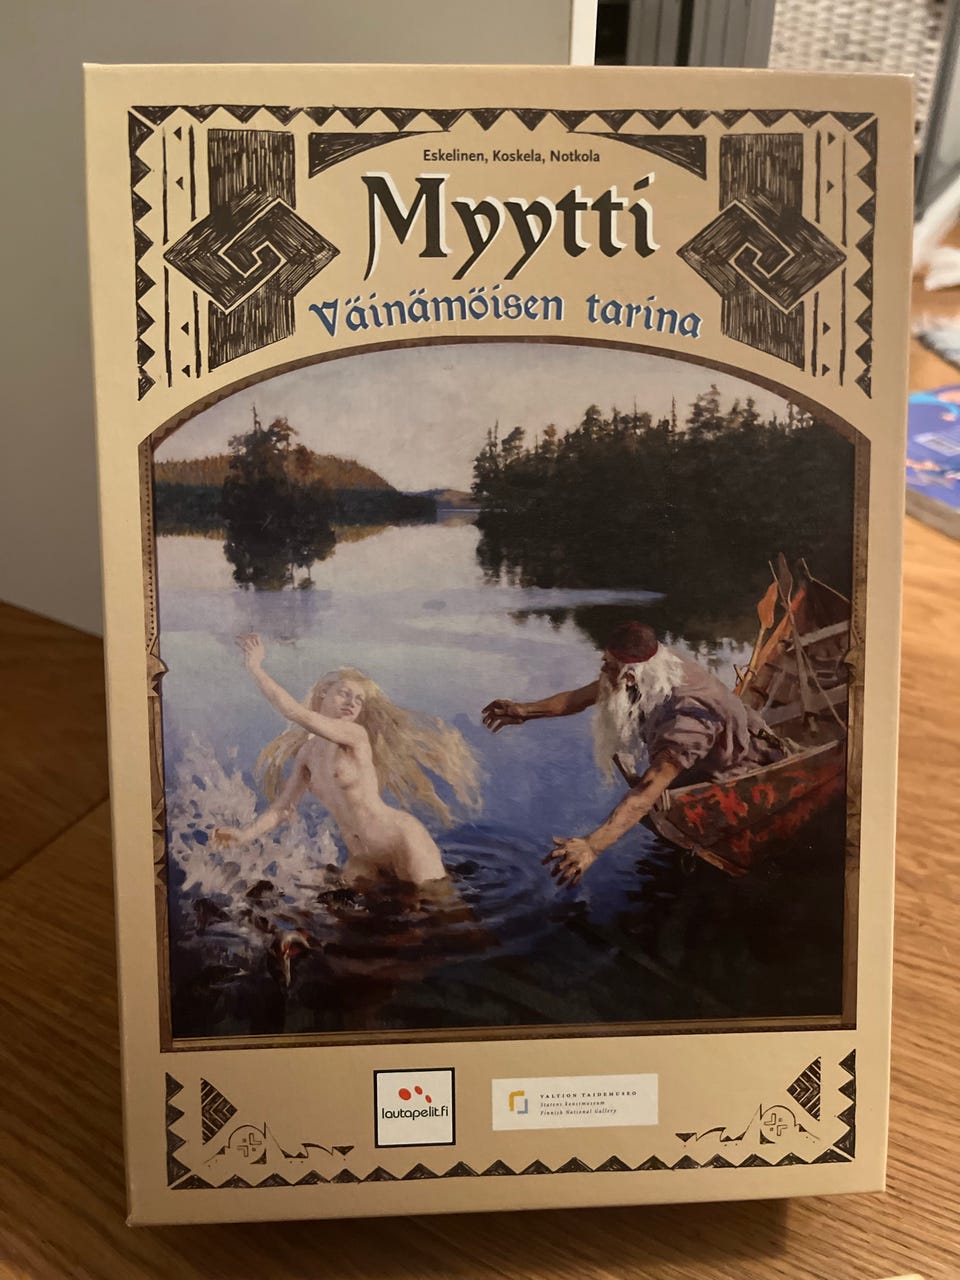 Eskelinen, Koskela, Notkola
Myytti
Väinämöisen tarina
lautapelit.fi
VALTION TAIDEMUSEO
Statens konstmuseum
Finnish National Gallery